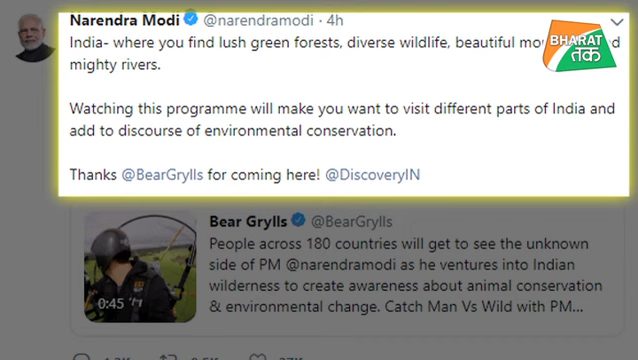 Narendra Modi @narendramodi · 4h
India- where you find lush green forests, diverse wildlife, beautiful
mighty rivers.
Watching this programme will make you want to visit different parts of India and
add to discourse of environmental conservation.
Thanks @BearGrylls for coming here! @DiscoveryIN
BHARAT
तक
Bear Grylls @BearGrylls
People across 180 countries will get to see the unknown
side of PM @narendramodi as he ventures into Indian
wilderness to create awareness about animal conservation
& environmental change. Catch Man Vs Wild with PM...
0:45